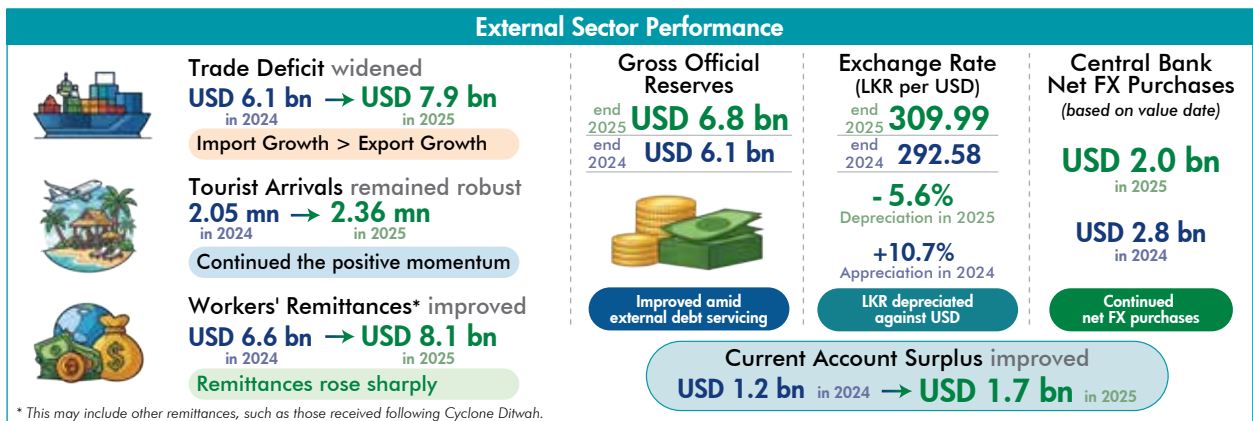 External Sector Performance
Trade Deficit widened
USD 6.1 bn → USD 7.9 bn
in 2024 in 2025
Import Growth > Export Growth
Tourist Arrivals remained robust
2.05 mn → 2.36 mn
in 2024 in 2025
Continued the positive momentum
Workers' Remittances* improved
USD 6.6 bn → USD 8.1 bn
in 2024 in 2025
Remittances rose sharply
* This may include other remittances, such as those received following Cyclone Ditwah.
Gross Official
Reserves
end
2025 USD 6.8 bn
end
2024 USD 6.1 bn
Improved amid
external debt servicing
Exchange Rate
(LKR per USD)
end
2025 309.99
end
2024 292.58
- 5.6%
Depreciation in 2025
+10.7%
Appreciation in 2024
LKR depreciated
against USD
Central Bank
Net FX Purchases
(based on value date)
USD 2.0 bn
in 2025
USD 2.8 bn
in 2024
Continued
net FX purchases
Current Account Surplus improved
USD 1.2 bn in 2024 → USD 1.7 bn in 2025